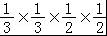 1/3 × 1/3 × 1/2 × 1/2